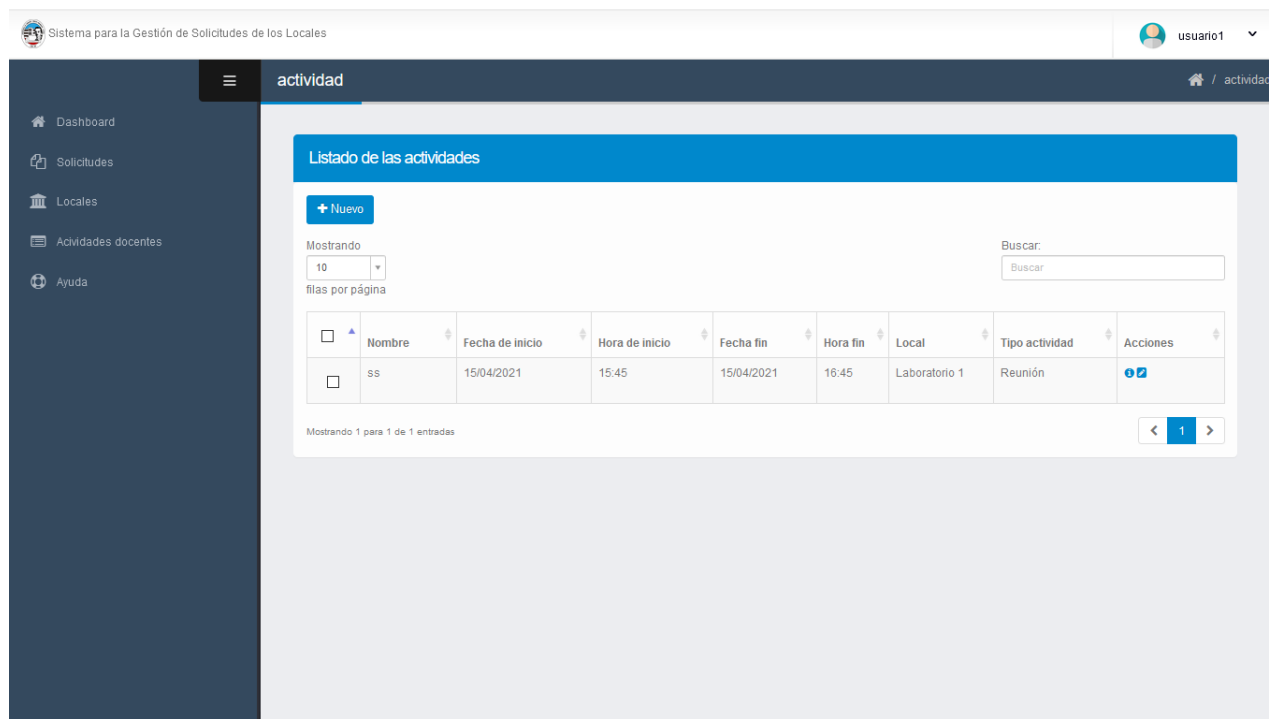 Sistema para la Gestión de Solicitudes de los Locales
usuario1
actividad
/ actividad
Dashboard
Solicitudes
Locales
Acividades docentes
Ayuda
Listado de las actividades
+ Nuevo
Mostrando
10
filas por página
Buscar:
Buscar
Nombre Fecha de inicio Hora de inicio Fecha fin Hora fin Local Tipo actividad Acciones
ss 15/04/2021 15:45 15/04/2021 16:45 Laboratorio 1 Reunión
Mostrando 1 para 1 de 1 entradas
1